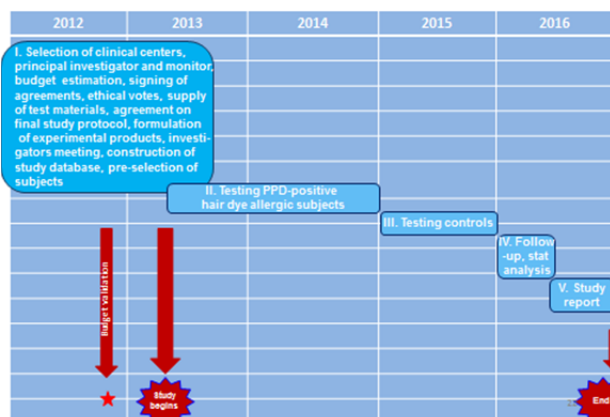 2012 2013 2014 2015 2016
I. Selection of clinical centers,
principal investigator and monitor,
budget estimation, signing of
agreements, ethical votes, supply
of test materials, agreement on
final study protocol, formulation
of experimental products, investi-
gators meeting, construction of
study database, pre-selection of
subjects
II. Testing PPD-positive
hair dye allergic subjects
III. Testing controls
IV. Follow
-up, stat
analysis
V. Study
report
Budget validation
Study
begins
End